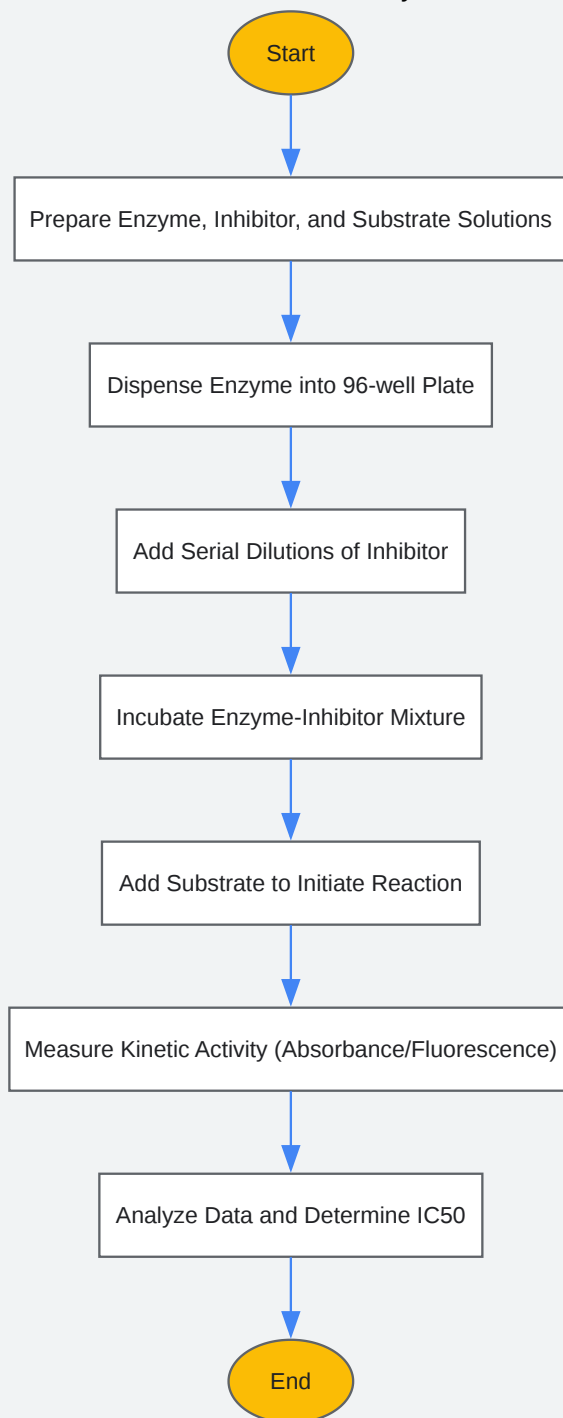 Start
Prepare Enzyme, Inhibitor, and Substrate Solutions
Dispense Enzyme into 96-well Plate
Add Serial Dilutions of Inhibitor
Incubate Enzyme-Inhibitor Mixture
Add Substrate to Initiate Reaction
Measure Kinetic Activity (Absorbance/Fluorescence)
Analyze Data and Determine IC50
End